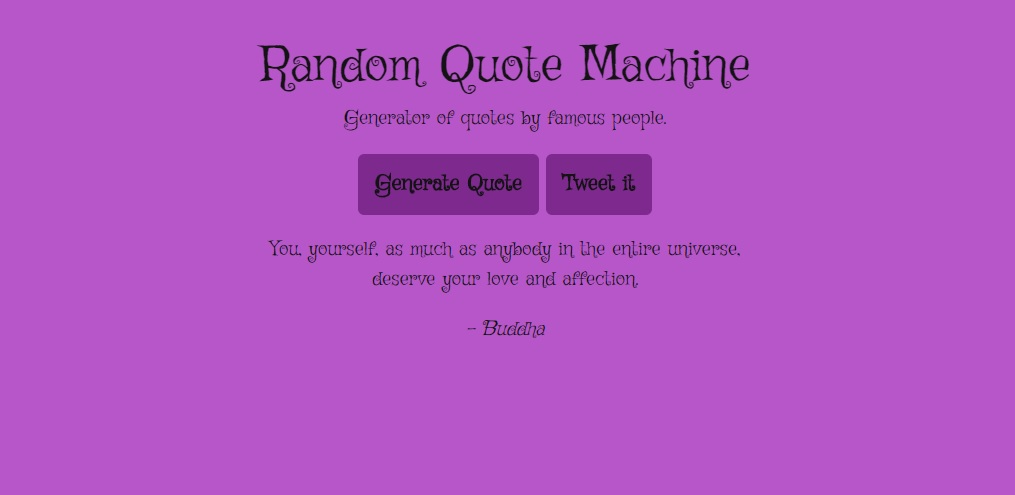 Random Quote Machine
Generator of quotes by famous people.
Generate Quote
Tweet it
You, yourself, as much as anybody in the entire universe,
deserve your love and affection.
- Buddha